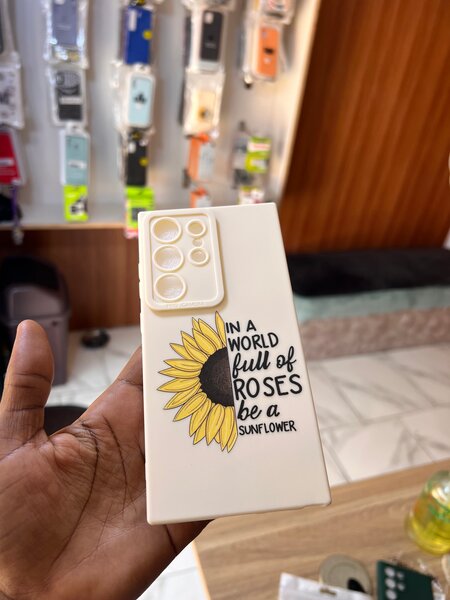 IN A
WORLD
full of
ROSES
be a
SUNFLOWER